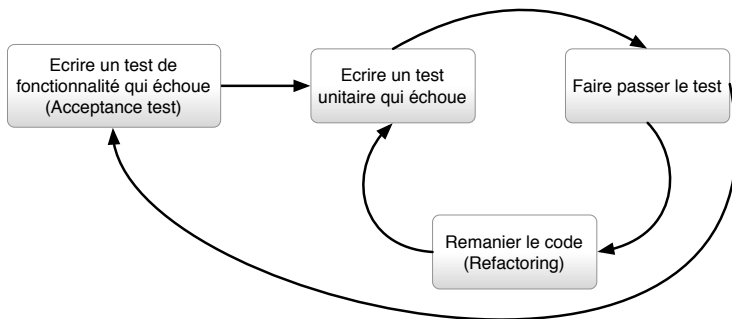 Ecrire un test de
fonctionnalité qui échoue
(Acceptance test)
Ecrire un test
unitaire qui échoue
Faire passer le test
Remanier le code
(Refactoring)